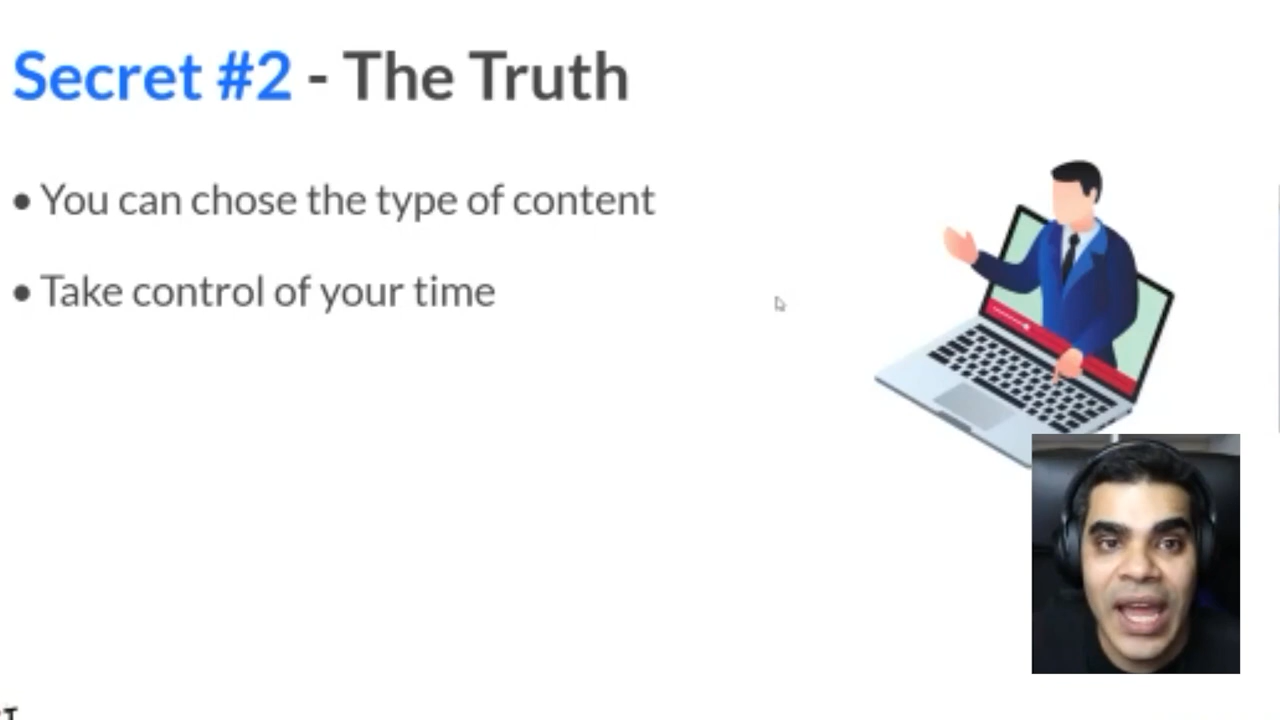 Secret #2 - The Truth
• You can chose the type of content
• Take control of your time